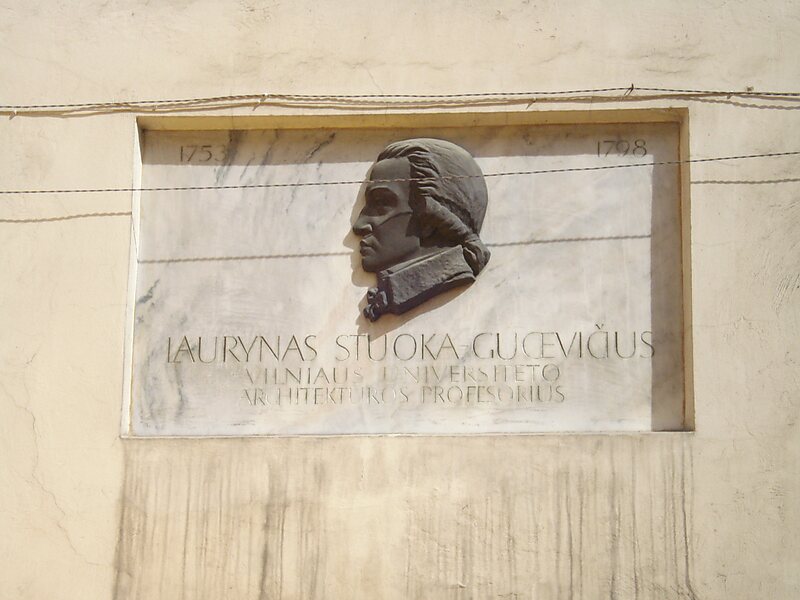 1753 1798
LAURYNAS STUOKA-GUCEVIČIUS
VILNIAUS UNIVERSITETO
ARCHITEKTŪROS PROFESORIUS